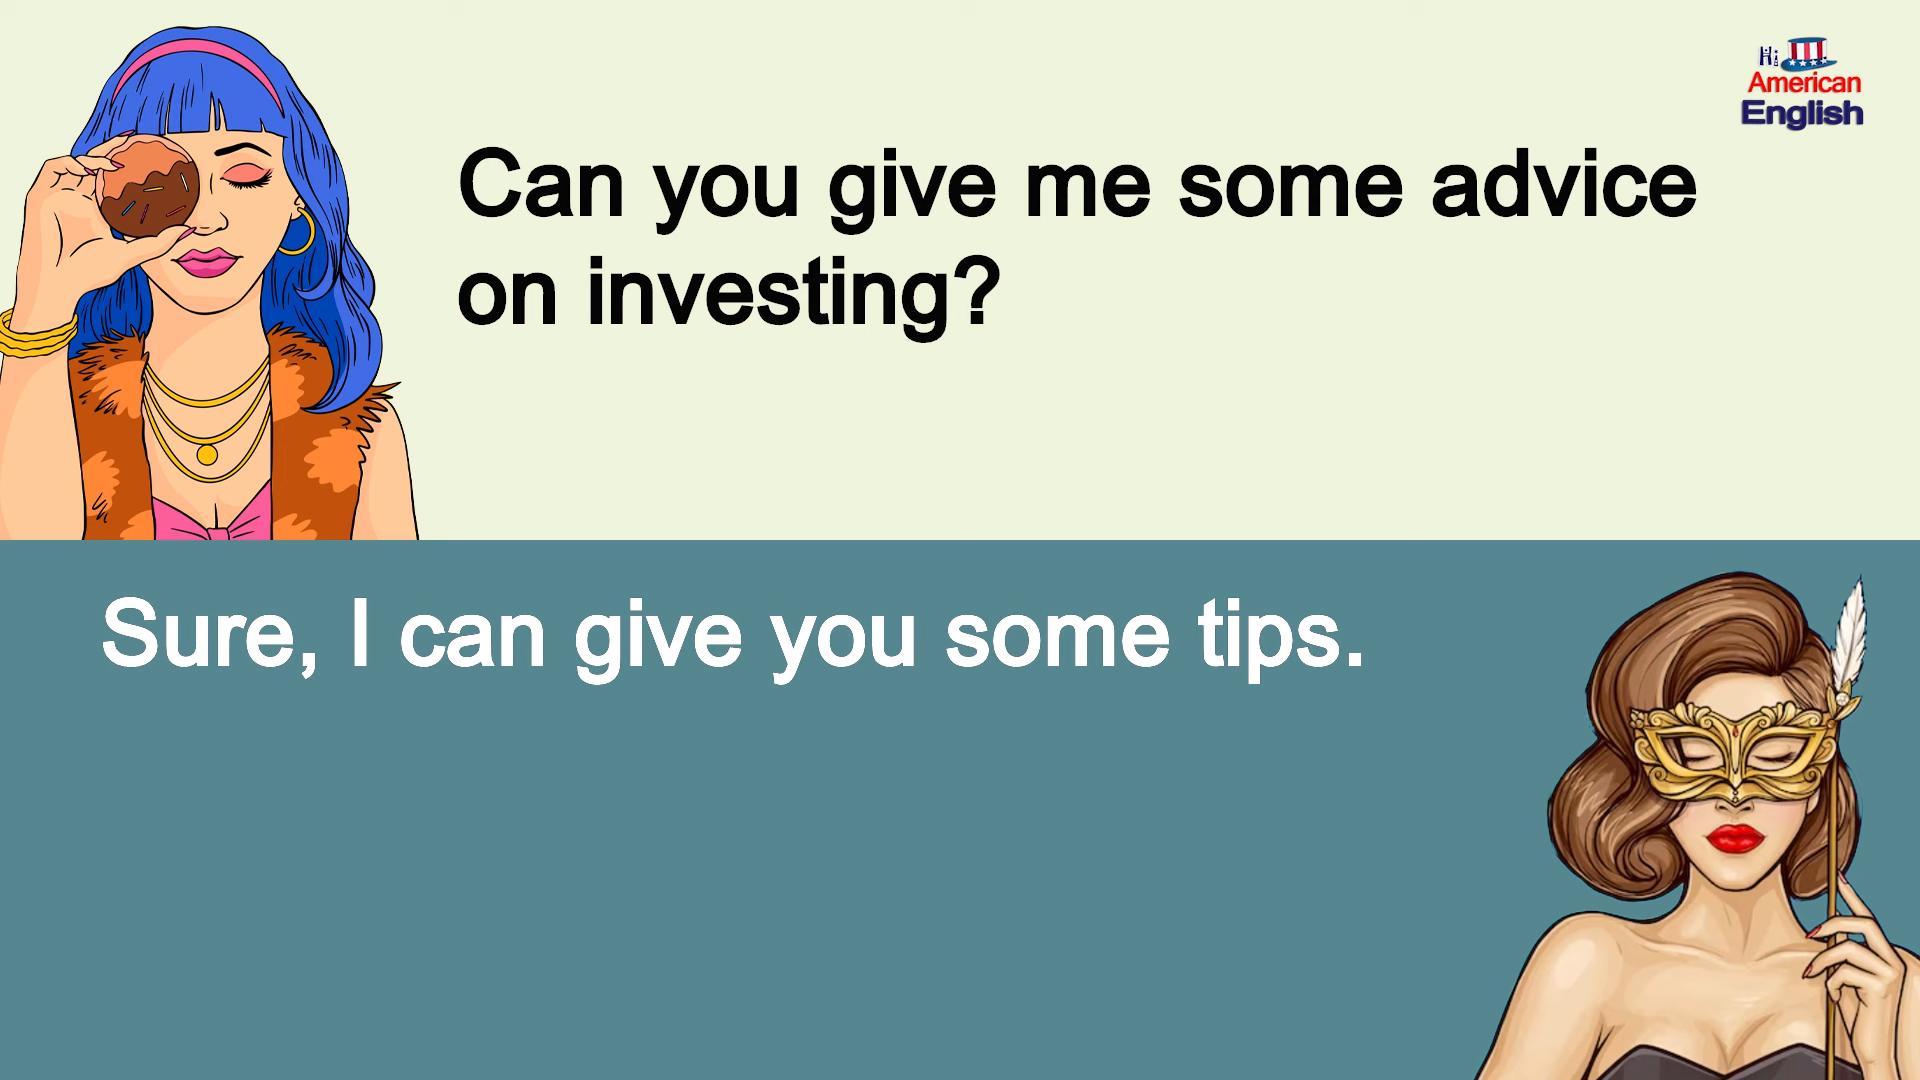 Hi
American
English
Can you give me some advice
on investing?
Sure, I can give you some tips.